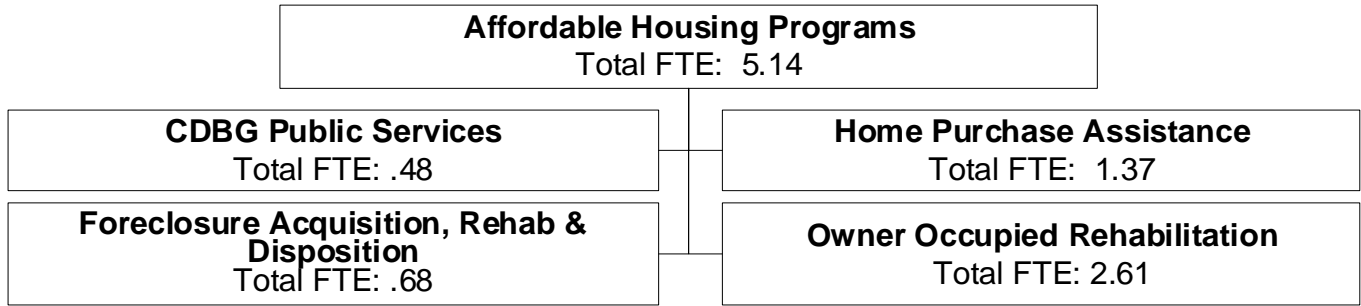 Affordable Housing Programs
Total FTE:  5.14
CDBG Public Services
Total FTE: .48
Home Purchase Assistance
Total FTE:  1.37
Foreclosure Acquisition, Rehab &
Disposition
Total FTE: .68
Owner Occupied Rehabilitation
Total FTE: 2.61